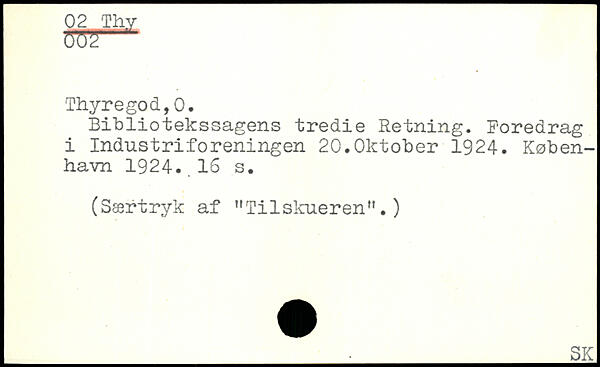 02 Thy
002
Thyregod,O.
Bibliotekssagens tredie Retning. Foredrag
i Industriforeningen 20.Oktober 1924. Køben-
havn 1924. 16 s.
(Særtryk af "Tilskueren".)
SK